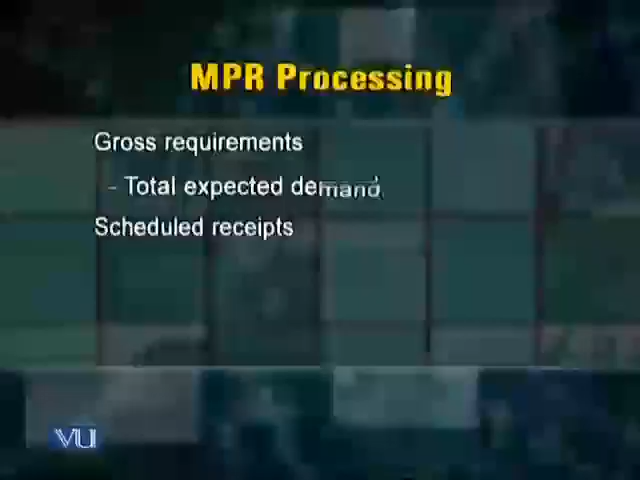 MPR Processing
Gross requirements
- Total expected demand
Scheduled receipts
VU